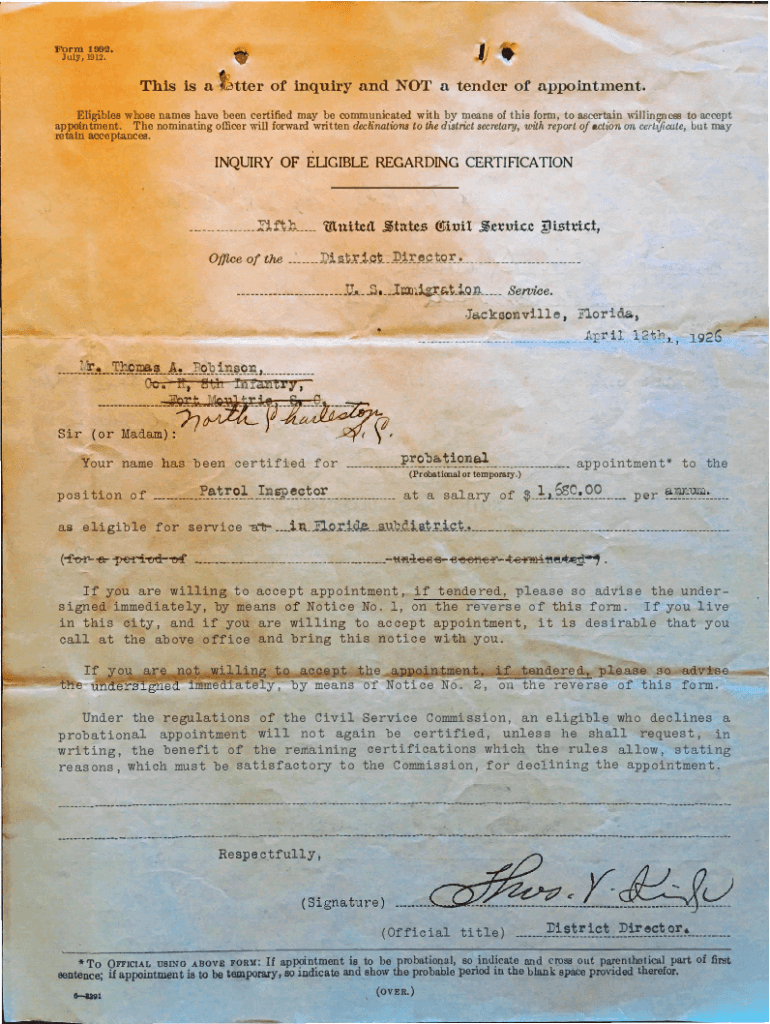 Form 1992.
July, 1912.
1
This is a letter of inquiry and NOT a tender of appointment.
Eligibles whose names have been certified may be communicated with by means of this form, to ascertain willingness to accept
appointment. The nominating officer will forward written declinations to the district secretary, with report of action on certificate, but may
retain acceptances.
INQUIRY OF ELIGIBLE REGARDING CERTIFICATION
Fifth United States Civil Service District,
Office of the District Director.
U. S. Immigration Service.
Jacksonville, Florida,
April 12th., 1926
Mr. Thomas A. Robinson,
Co. H, 8th Infantry,
Fort Moultrie, S. C.
North Charleston
S. C.
Sir (or Madam):
Your name has been certified for probational appointment* to the
(Probational or temporary.)
position of Patrol Inspector at a salary of $ 1,680.00 per annum.
as eligible for service at in Florida subdistrict.
(for a period of unless sooner terminated*).
If you are willing to accept appointment, if tendered, please so advise the under-
signed immediately, by means of Notice No. 1, on the reverse of this form. If you live
in this city, and if you are willing to accept appointment, it is desirable that you
call at the above office and bring this notice with you.
If you are not willing to accept the appointment, if tendered, please so advise
the undersigned immediately, by means of Notice No. 2, on the reverse of this form.
Under the regulations of the Civil Service Commission, an eligible who declines a
probational appointment will not again be certified, unless he shall request, in
writing, the benefit of the remaining certifications which the rules allow, stating
reasons, which must be satisfactory to the Commission, for declining the appointment.
Respectfully,
(Signature) Thos. V. Kirk
(Official title) District Director.
*To Official using above form: If appointment is to be probational, so indicate and cross out parenthetical part of first
sentence; if appointment is to be temporary, so indicate and show the probable period in the blank space provided therefor.
6—2391
(OVER.)